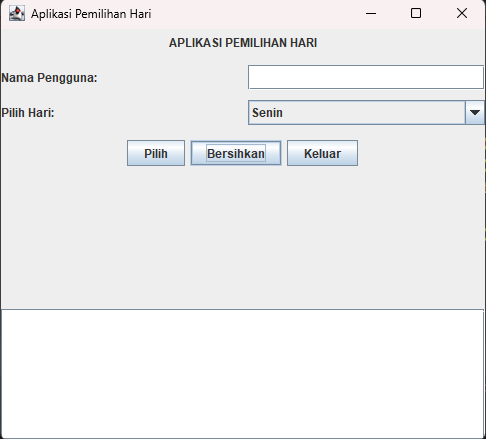 Aplikasi Pemilihan Hari
APLIKASI PEMILIHAN HARI
Nama Pengguna:
Pilih Hari:
Senin
Pilih
Bersihkan
Keluar